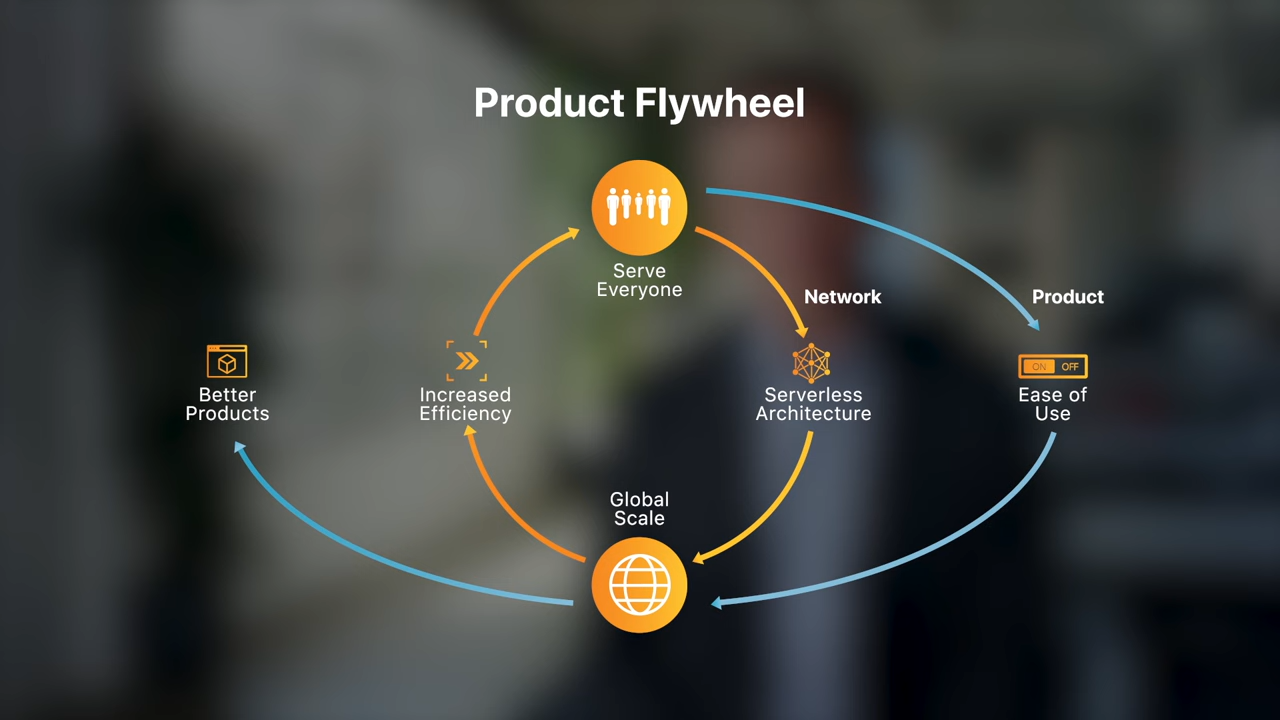 Product Flywheel
Serve
Everyone
Network
Product
ON OFF
Better
Products
Increased
Efficiency
Serverless
Architecture
Ease of
Use
Global
Scale